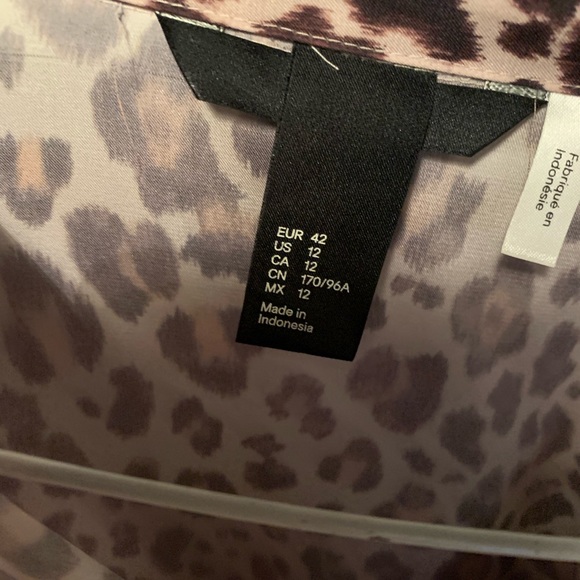 EUR 42
US 12
CA 12
CN 170/96A
MX 12
Made in
Indonesia
Fabriqué en
Indonésie